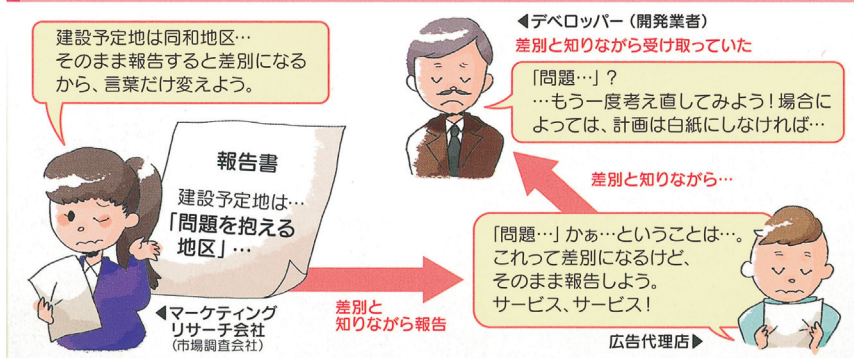 建設予定地は同和地区…
そのまま報告すると差別になる
から、言葉だけ変えよう。
報告書
建設予定地は…
「問題を抱える
地区」…
◀マーケティング
リサーチ会社
(市場調査会社)
差別と
知りながら報告
「問題…」かぁ…ということは…。
これって差別になるけど、
そのまま報告しよう。
サービス、サービス！
広告代理店▶
差別と知りながら…
◀デベロッパー（開発業者）
差別と知りながら受け取っていた
「問題…」？
…もう一度考え直してみよう！場合に
よっては、計画は白紙にしなければ…